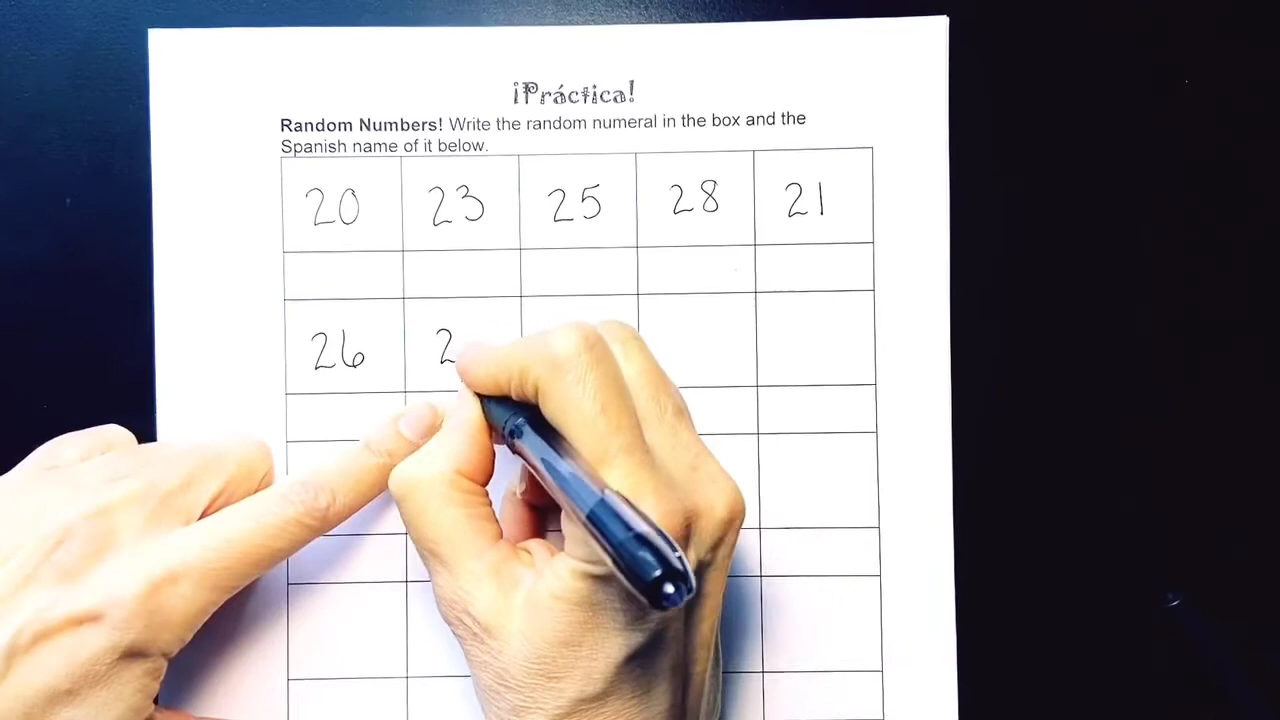 ¡Práctica!
Random Numbers! Write the random numeral in the box and the
Spanish name of it below.
20 23 25 28 21
26 2